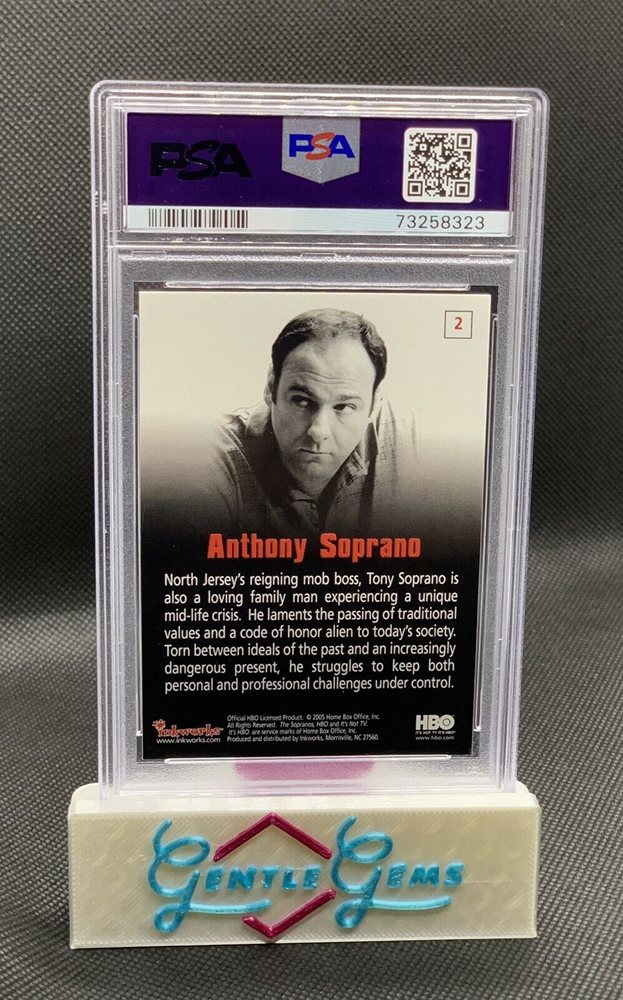 PSA
PSA
73258323
2
Anthony Soprano
North Jersey's reigning mob boss, Tony Soprano is
also a loving family man experiencing a unique
mid-life crisis. He laments the passing of traditional
values and a code of honor alien to today's society.
Torn between ideals of the past and an increasingly
dangerous present, he struggles to keep both
personal and professional challenges under control.
inkworks
www.inkworks.com
Official HBO Licensed Product. © 2005 Home Box Office, Inc.
All Rights Reserved. The Sopranos, HBO and It's Not TV.
It's HBO. are service marks of Home Box Office, Inc.
Produced and distributed by Inkworks, Morrisville, NC 27560.
HBO
IT'S NOT TV. IT'S HBO.
www.hbo.com
GENTLE GEMS